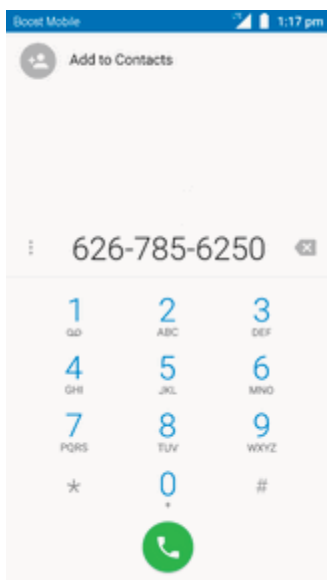 Boost Mobile 1:17 pm
Add to Contacts
626-785-6250
1 2 3
ABC DEF
4 5 6
GHI JKL MNO
7 8 9
PQRS TUV WXYZ
* 0 #
+